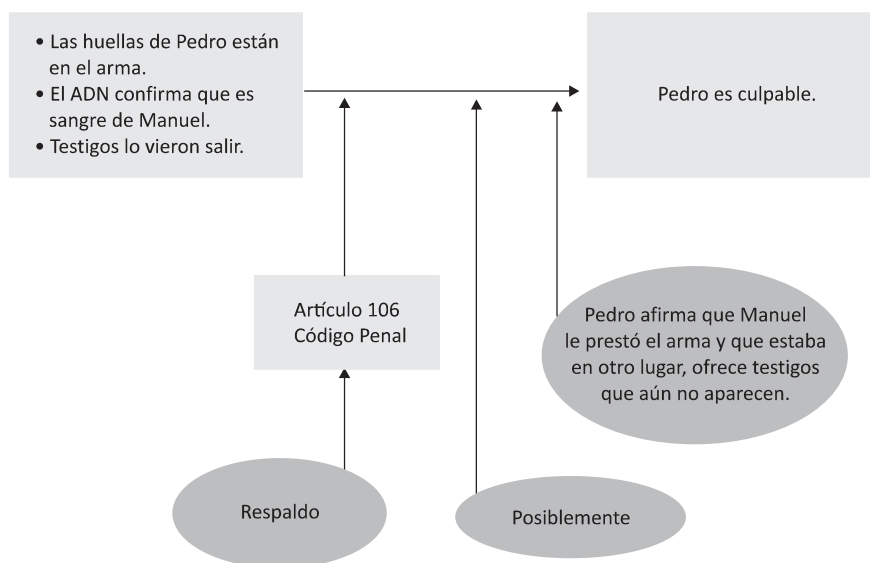 • Las huellas de Pedro están
en el arma.
• El ADN confirma que es
sangre de Manuel.
• Testigos lo vieron salir.
Pedro es culpable.
Artículo 106
Código Penal
Pedro afirma que Manuel
le prestó el arma y que estaba
en otro lugar, ofrece testigos
que aún no aparecen.
Respaldo
Posiblemente